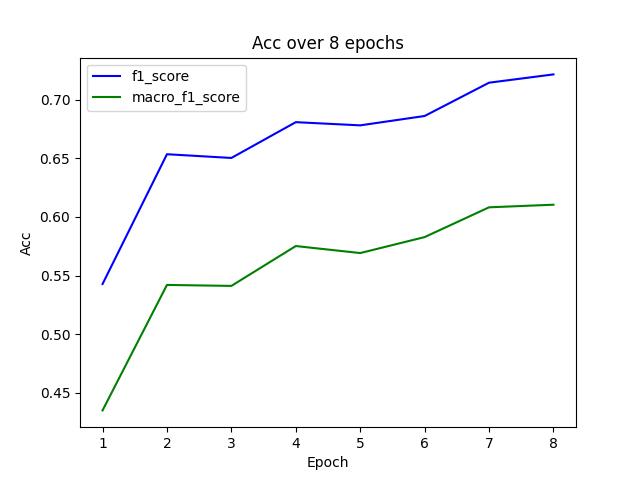 Acc over 8 epochs
f1_score
macro_f1_score
0.70
0.65
0.60
0.55
0.50
0.45
Acc
1 2 3 4 5 6 7 8
Epoch